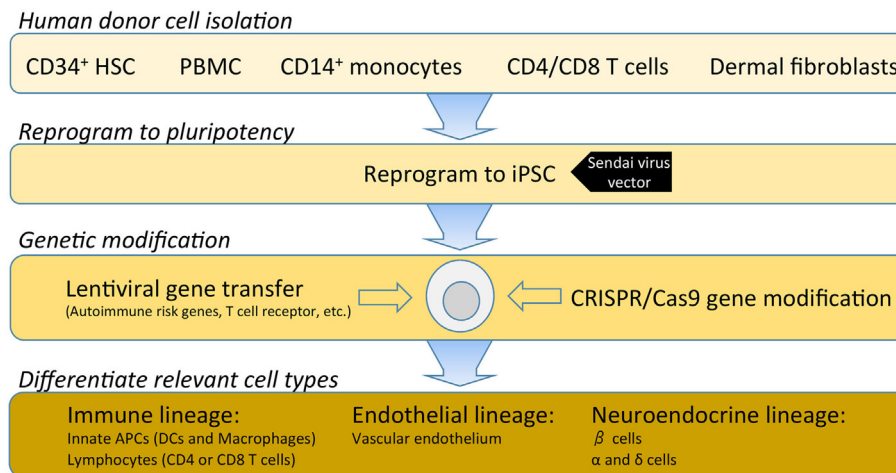 Human donor cell isolation
CD34⁺ HSC PBMC CD14⁺ monocytes CD4/CD8 T cells Dermal fibroblasts
Reprogram to pluripotency
Reprogram to iPSC
Sendai virus
vector
Genetic modification
Lentiviral gene transfer
(Autoimmune risk genes, T cell receptor, etc.)
CRISPR/Cas9 gene modification
Differentiate relevant cell types
Immune lineage:
Innate APCs (DCs and Macrophages)
Lymphocytes (CD4 or CD8 T cells)
Endothelial lineage:
Vascular endothelium
Neuroendocrine lineage:
β cells
α and δ cells